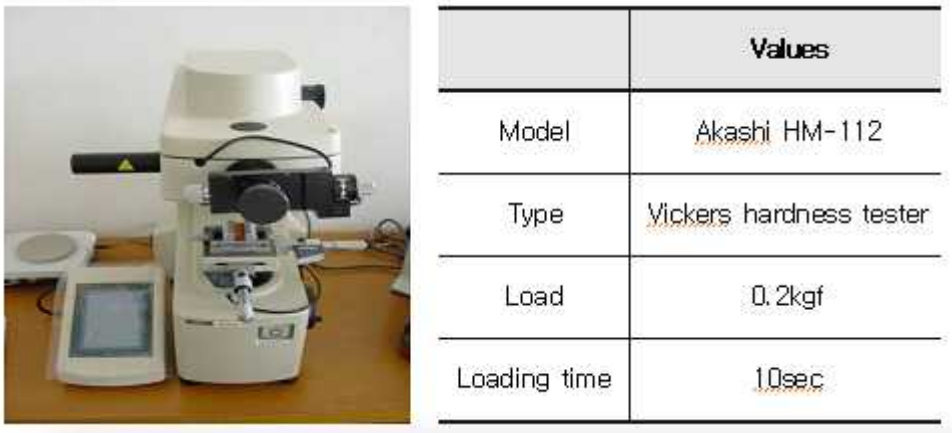 Values
Model Akashi HM-112
Type Vickers hardness tester
Load 0.2kgf
Loading time 10sec